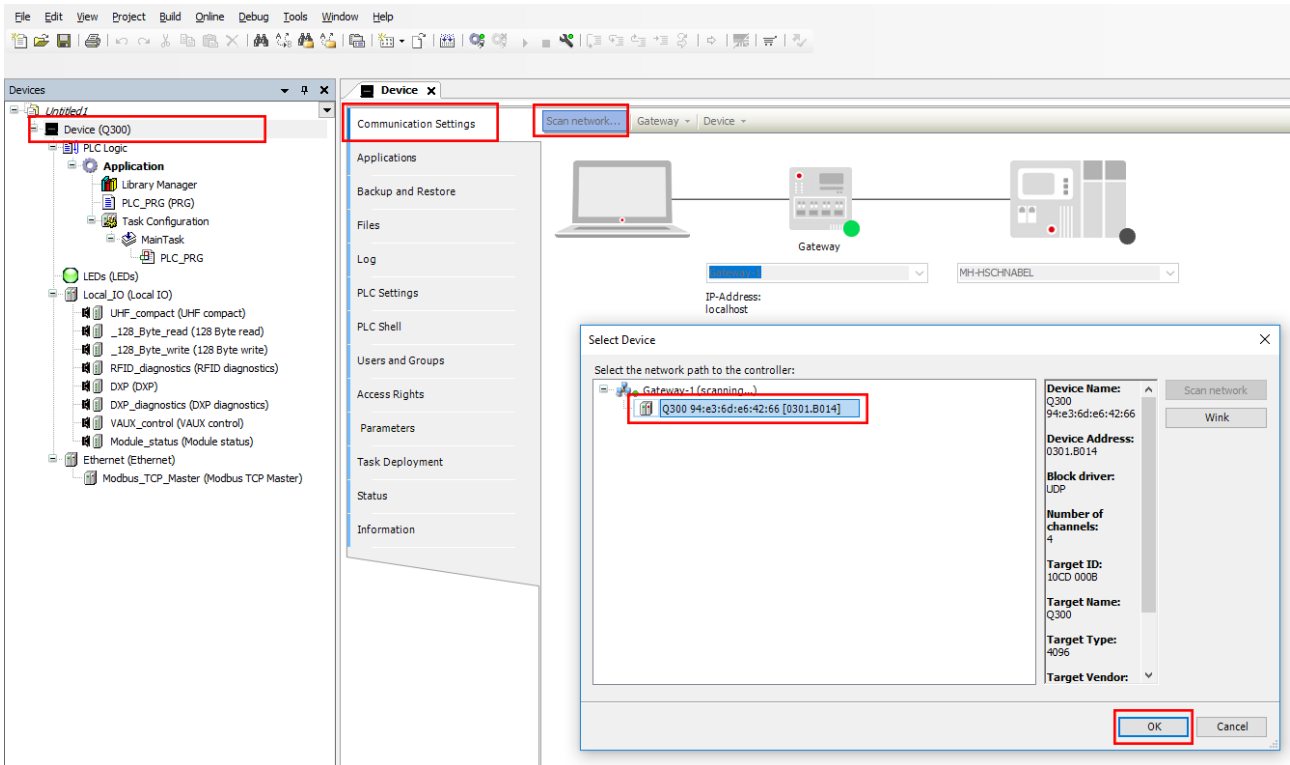 File Edit View Project Build Online Debug Tools Window Help
Devices
Untitled1
Device (Q300)
PLC Logic
Application
Library Manager
PLC_PRG (PRG)
Task Configuration
MainTask
PLC_PRG
LEDs (LEDs)
Local_IO (Local IO)
UHF_compact (UHF compact)
_128_Byte_read (128 Byte read)
_128_Byte_write (128 Byte write)
RFID_diagnostics (RFID diagnostics)
DXP (DXP)
DXP_diagnostics (DXP diagnostics)
VAUX_control (VAUX control)
Module_status (Module status)
Ethernet (Ethernet)
Modbus_TCP_Master (Modbus TCP Master)
Device
Communication Settings
Applications
Backup and Restore
Files
Log
PLC Settings
PLC Shell
Users and Groups
Access Rights
Parameters
Task Deployment
Status
Information
Scan network... Gateway Device
Gateway
Gateway-1
MH-HSCHNABEL
IP-Address:
localhost
Select Device
Select the network path to the controller:
Gateway-1 (scanning...)
Q300 94:e3:6d:e6:42:66 [0301.B014]
Device Name:
Q300
94:e3:6d:e6:42:66
Device Address:
0301.B014
Block driver:
UDP
Number of
channels:
4
Target ID:
10CD 000B
Target Name:
Q300
Target Type:
4096
Target Vendor:
Scan network
Wink
OK Cancel